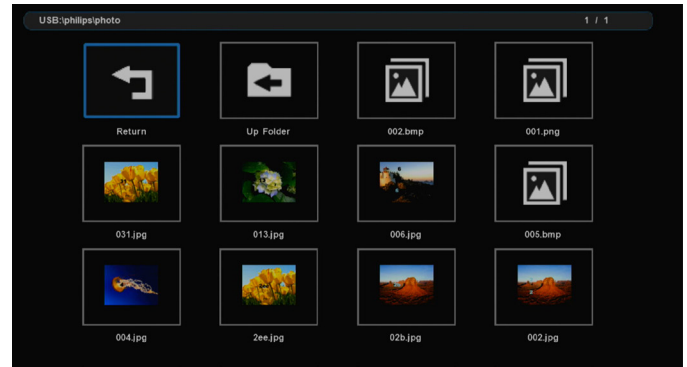 USB:\philips\photo 1 / 1
Return Up Folder 002.bmp 001.png
031.jpg 013.jpg 006.jpg 005.bmp
004.jpg 2ee.jpg 02b.jpg 002.jpg